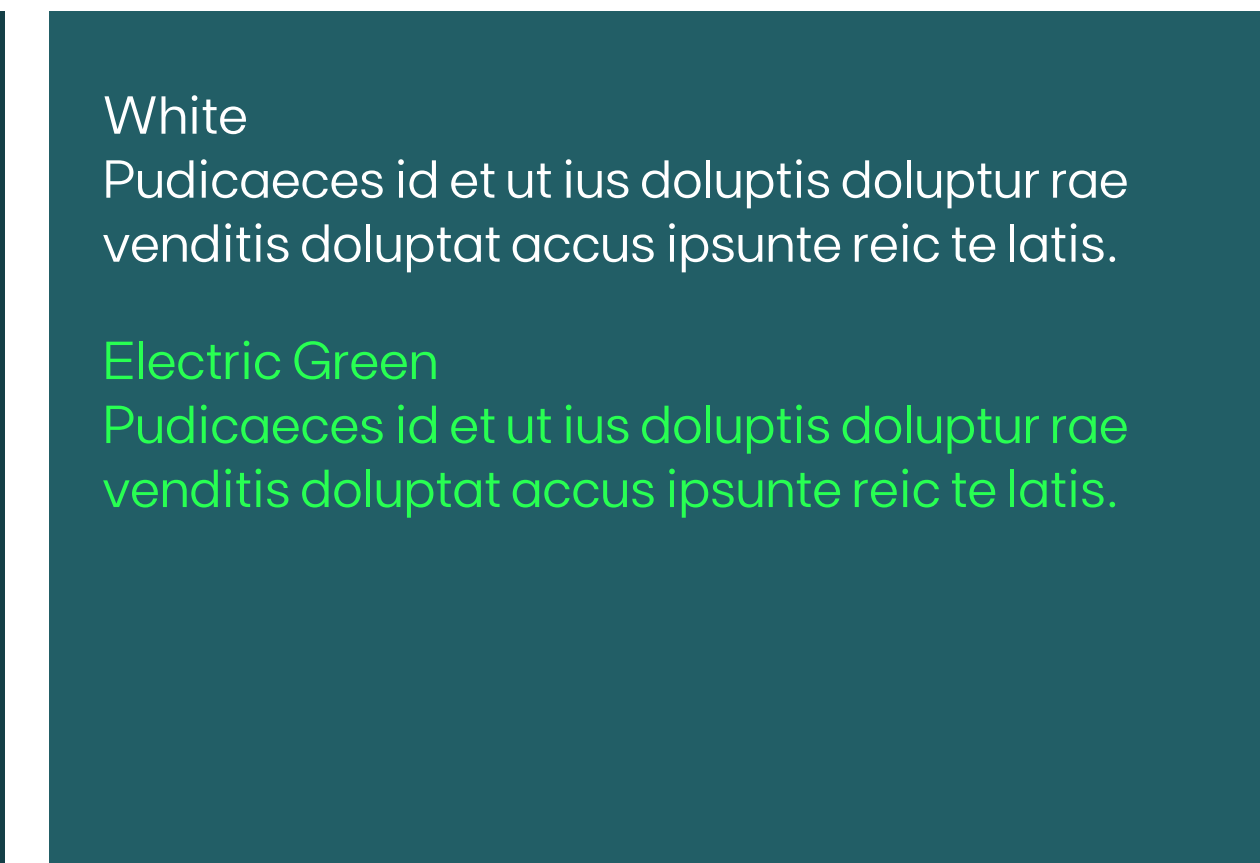 White
Pudicaeces id et ut ius doluptis doluptur rae
venditis doluptat accus ipsunte reic te latis.
Electric Green
Pudicaeces id et ut ius doluptis doluptur rae
venditis doluptat accus ipsunte reic te latis.